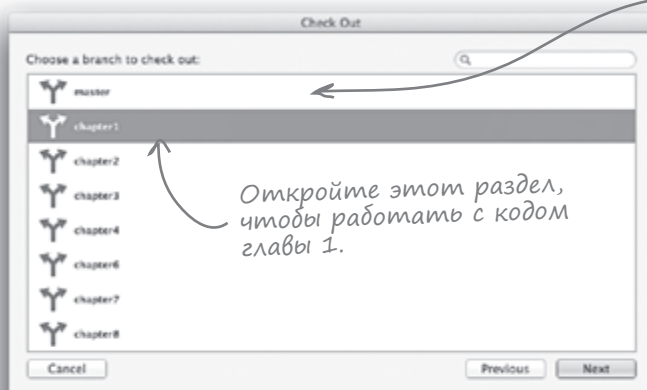 Check Out
Choose a branch to check out:
master
chapter1
chapter2
chapter3
chapter4
chapter6
chapter7
chapter8
Откройте этот раздел,
чтобы работать с кодом
главы 1.
Cancel
Previous
Next